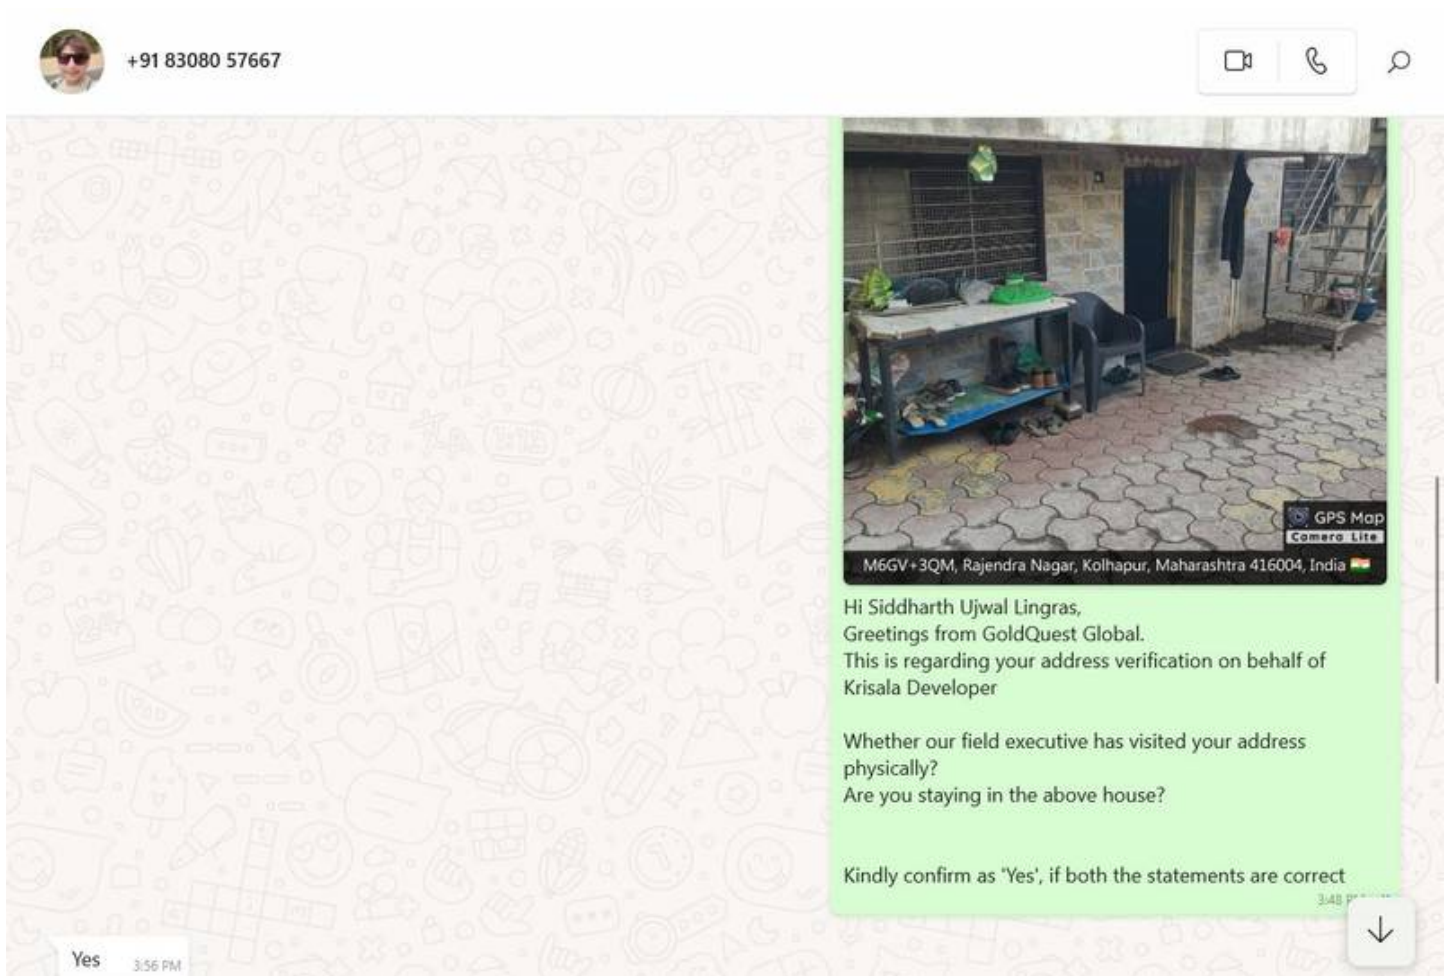 +91 83080 57667
GPS Map
Camera Lite
M6GV+3QM, Rajendra Nagar, Kolhapur, Maharashtra 416004, India
Hi Siddharth Ujwal Lingras,
Greetings from GoldQuest Global.
This is regarding your address verification on behalf of
Krisala Developer
Whether our field executive has visited your address
physically?
Are you staying in the above house?
Kindly confirm as 'Yes', if both the statements are correct
3:48
Yes
3:56 PM